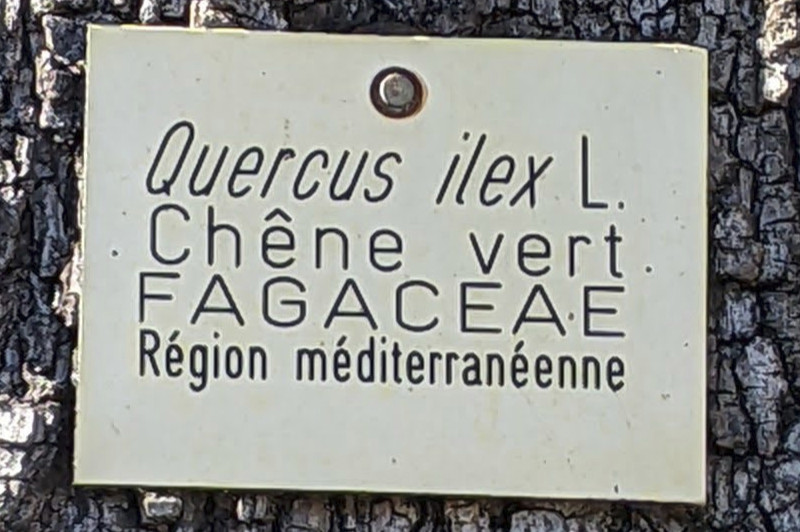 Quercus ilex L.
Chêne vert
FAGACEAE
Région méditerranéenne